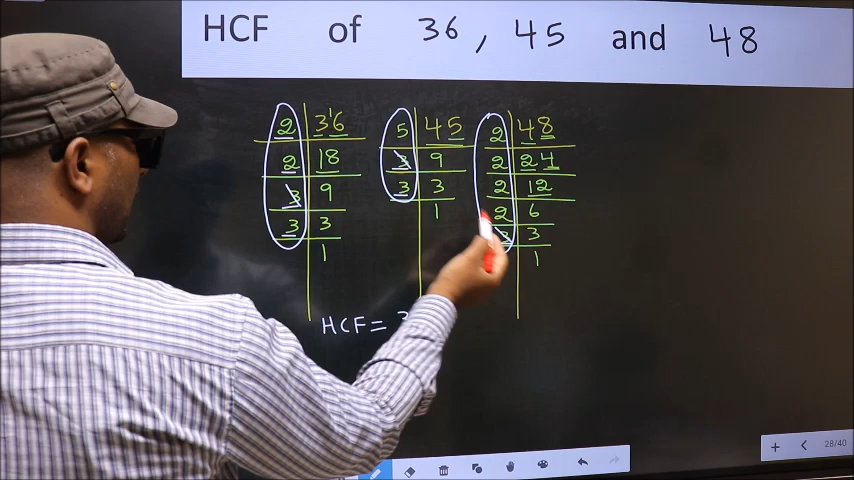 HCF of 36, 45 and 48
2 36 5 45 2 48
2 18 3 9 2 24
3 9 3 3 2 12
3 3 1 2 6
1 3 3
1
HCF = 3
28/40